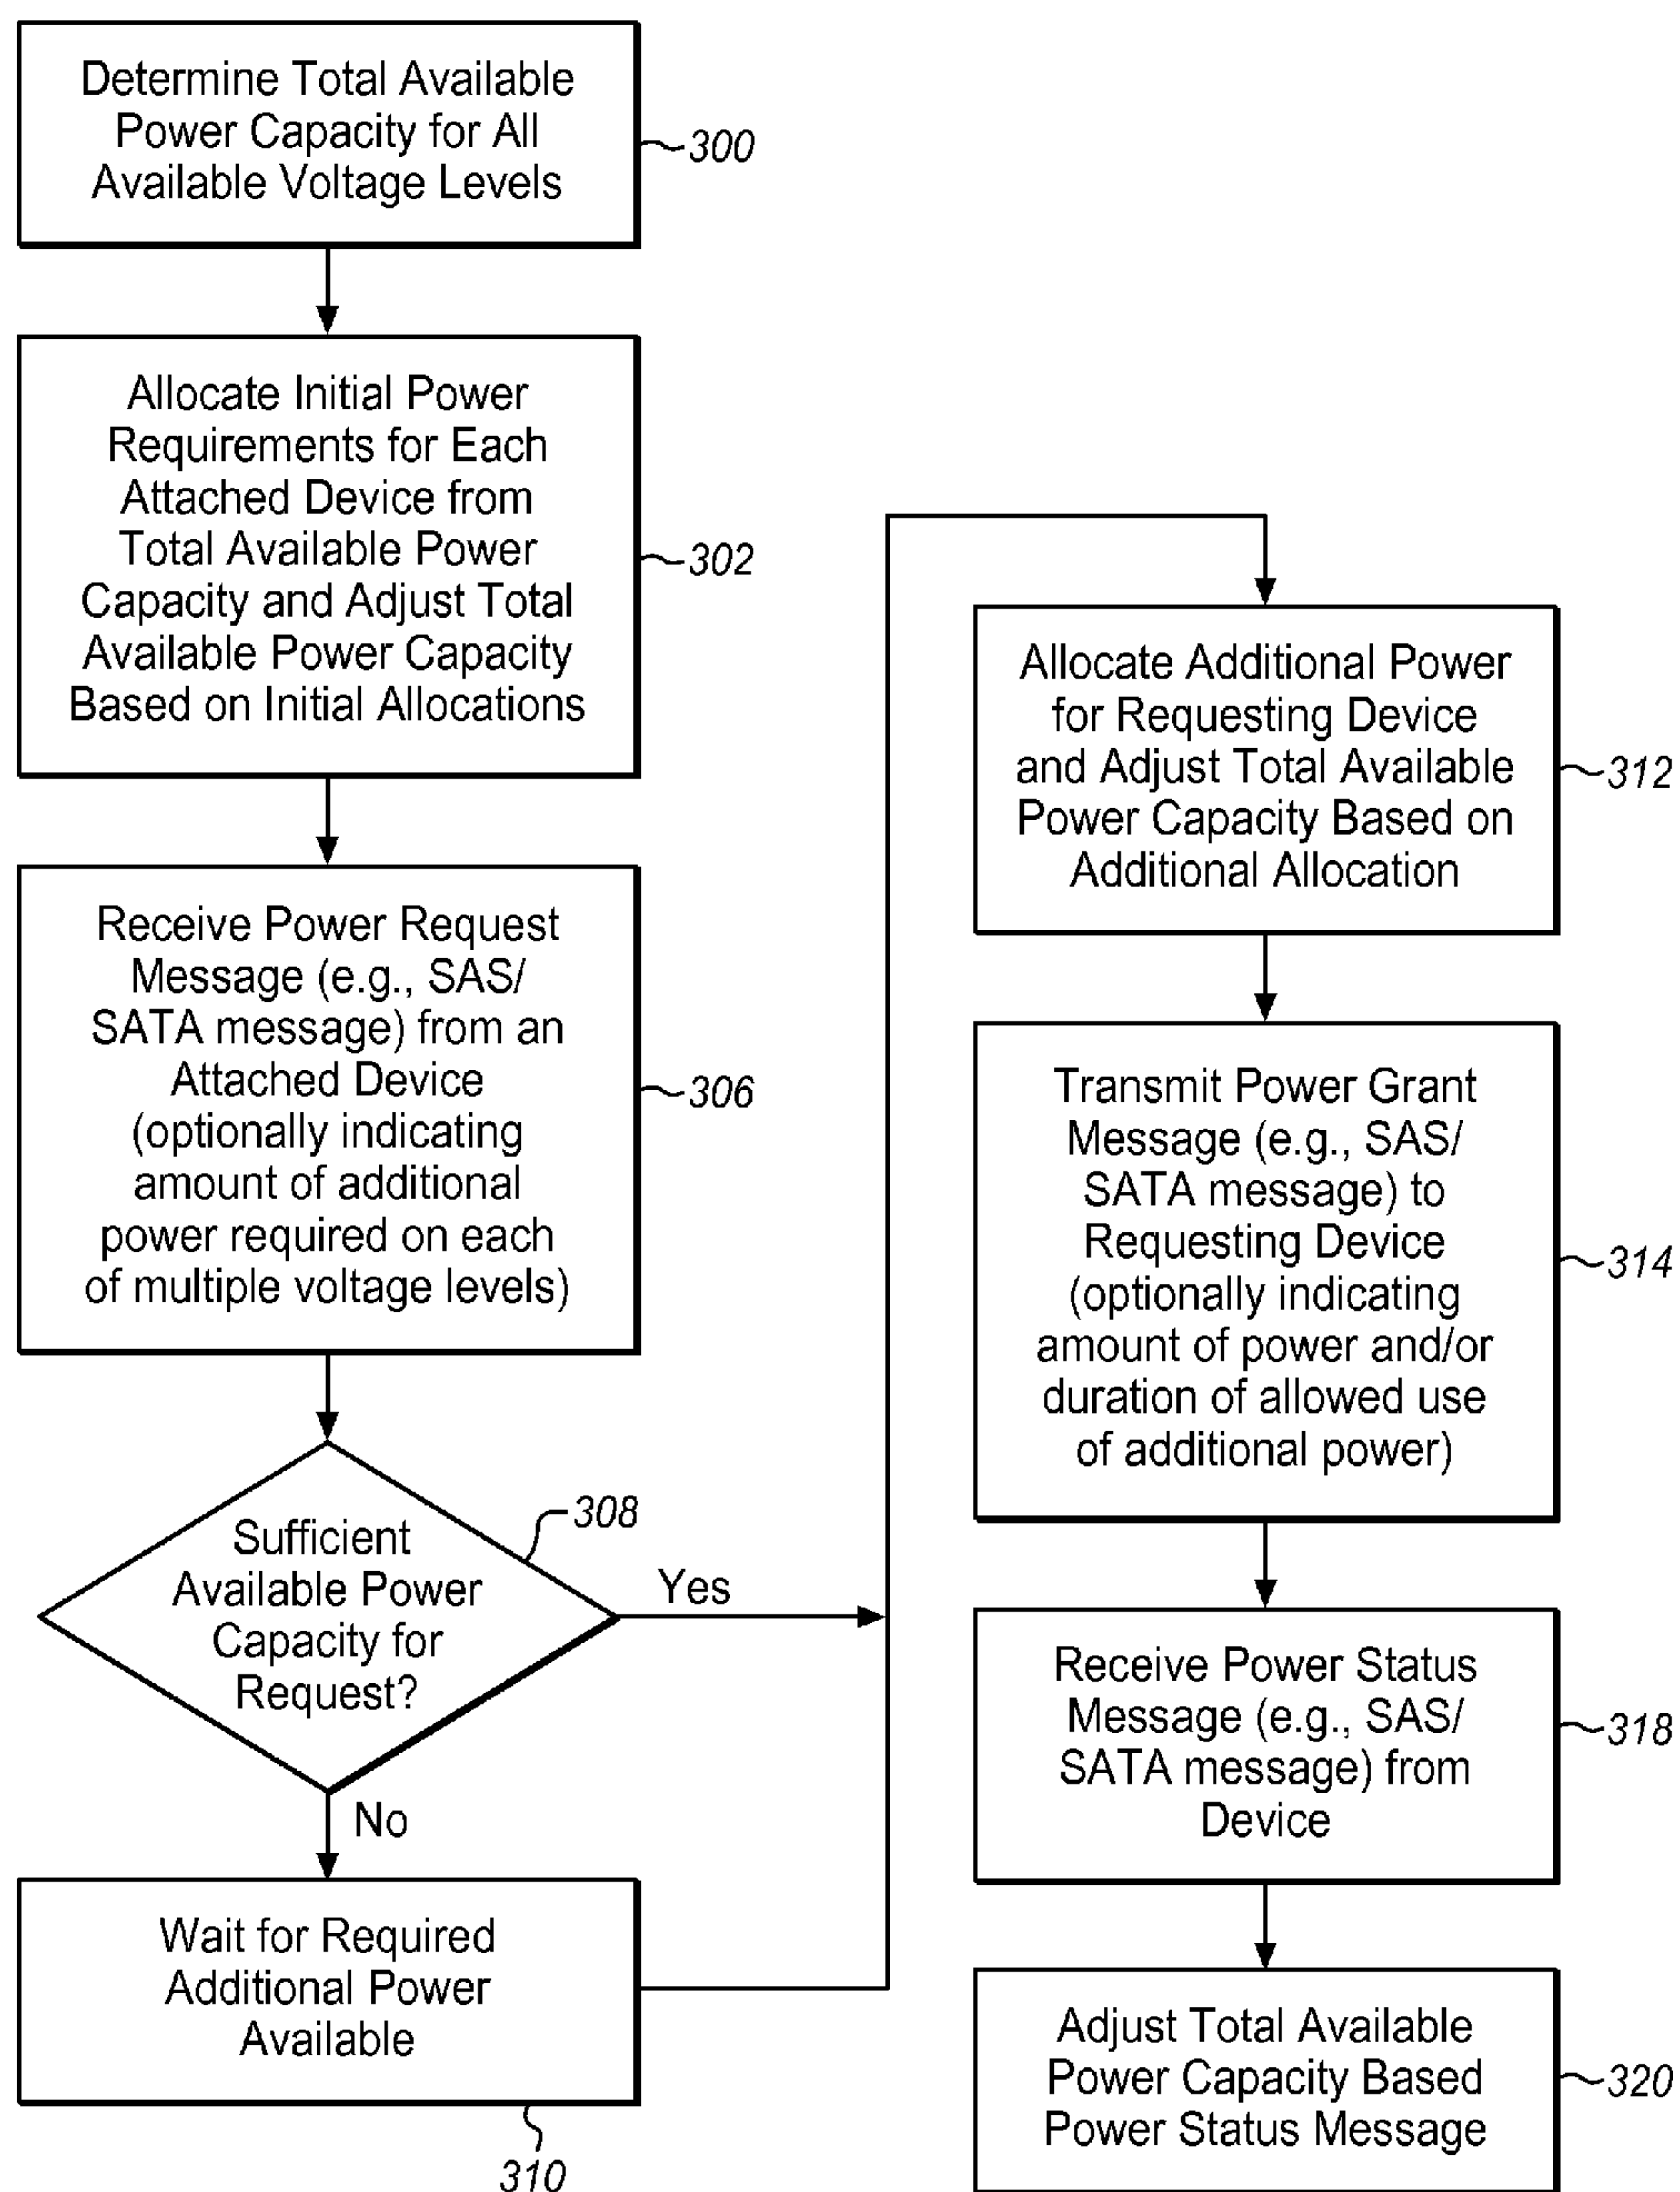 Determine Total Available
Power Capacity for All
Available Voltage Levels
300
Allocate Initial Power
Requirements for Each
Attached Device from
Total Available Power
Capacity and Adjust Total
Available Power Capacity
Based on Initial Allocations
302
Receive Power Request
Message (e.g., SAS/
SATA message) from an
Attached Device
(optionally indicating
amount of additional
power required on each
of multiple voltage levels)
306
Sufficient
Available Power
Capacity for
Request?
308
Yes
No
Wait for Required
Additional Power
Available
310
Allocate Additional Power
for Requesting Device
and Adjust Total Available
Power Capacity Based on
Additional Allocation
312
Transmit Power Grant
Message (e.g., SAS/
SATA message) to
Requesting Device
(optionally indicating
amount of power and/or
duration of allowed use
of additional power)
314
Receive Power Status
Message (e.g., SAS/
SATA message) from
Device
318
Adjust Total Available
Power Capacity Based
Power Status Message
320